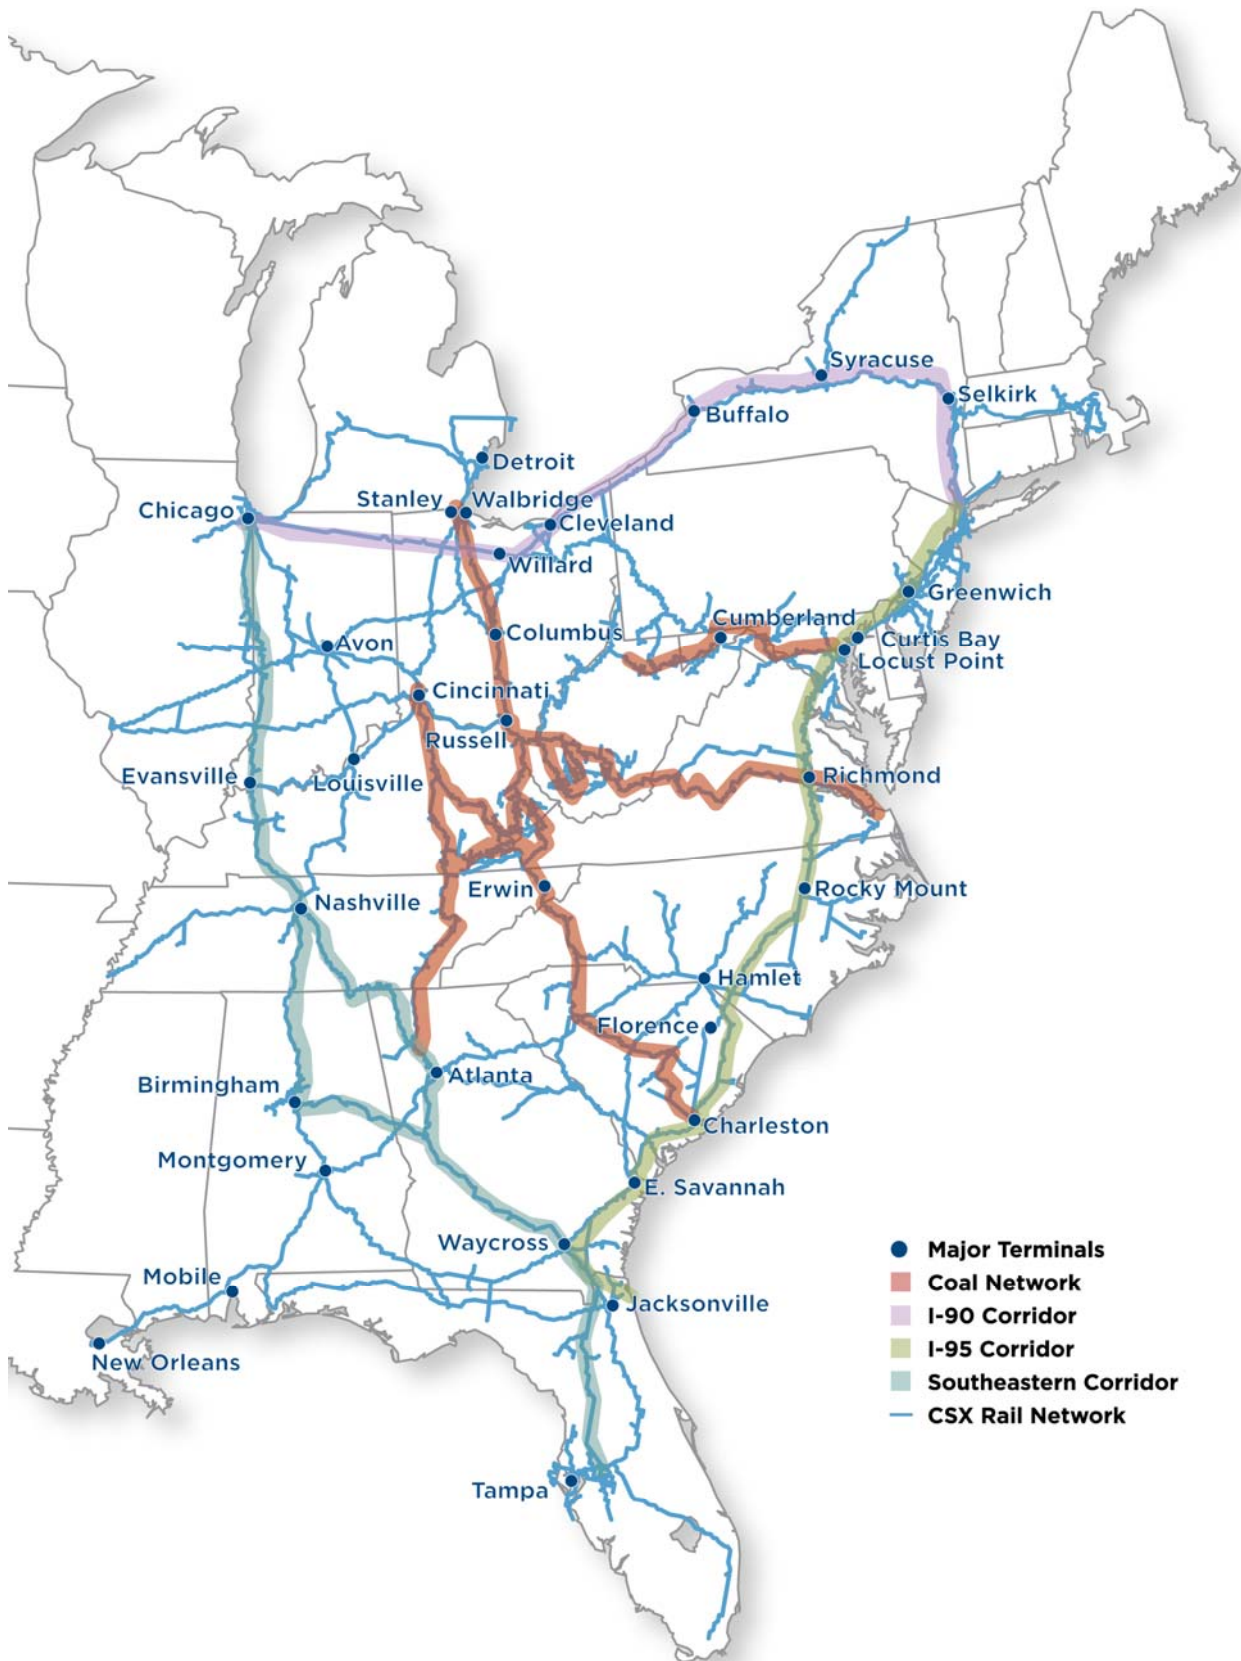 Syracuse
Selkirk
Buffalo
Detroit
Stanley
Walbridge
Chicago
Cleveland
Willard
Greenwich
Cumberland
Columbus
Avon
Curtis Bay
Locust Point
Cincinnati
Russell
Evansville
Louisville
Richmond
Erwin
Rocky Mount
Nashville
Hamlet
Florence
Birmingham
Atlanta
Charleston
Montgomery
E. Savannah
Waycross
Mobile
Jacksonville
New Orleans
Tampa
Major Terminals
Coal Network
I-90 Corridor
I-95 Corridor
Southeastern Corridor
CSX Rail Network